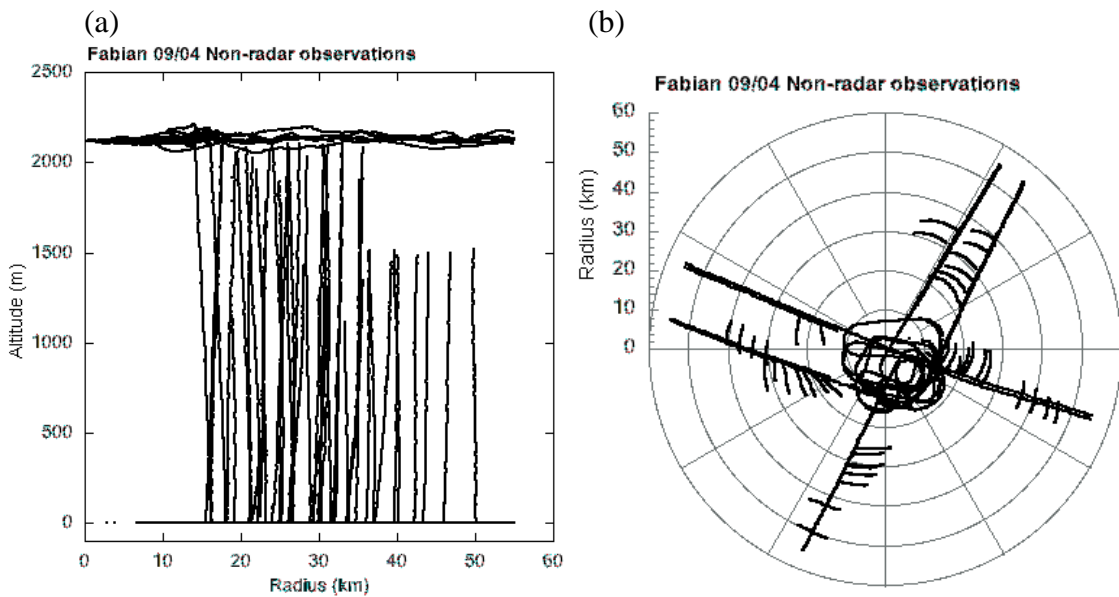 (a)
Fabian 09/04 Non-radar observations
2500
2000
1500
1000
500
0
Altitude (m)
0 10 20 30 40 50 60
Radius (km)
(b)
Fabian 09/04 Non-radar observations
60
50
40
30
20
10
0
Radius (km)